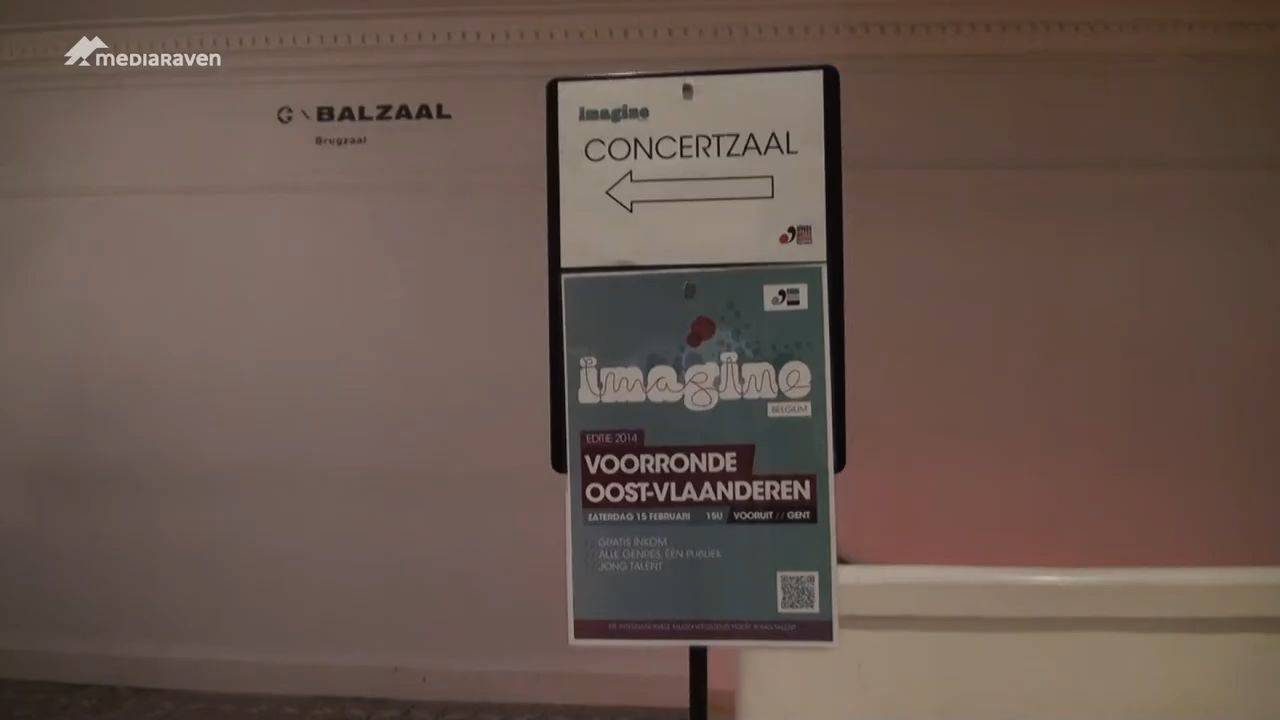 mediaraven
BALZAAL
Brugzaal
imagine
CONCERTZAAL
imagine
BELGIUM
EDITIE 2014
VOORRONDE
OOST-VLAANDEREN
ZATERDAG 15 FEBRUARI 15U VOORUIT // GENT
GRATIS INKOM
ALLE GENRES, ÉÉN PUBLIEK
JONG TALENT